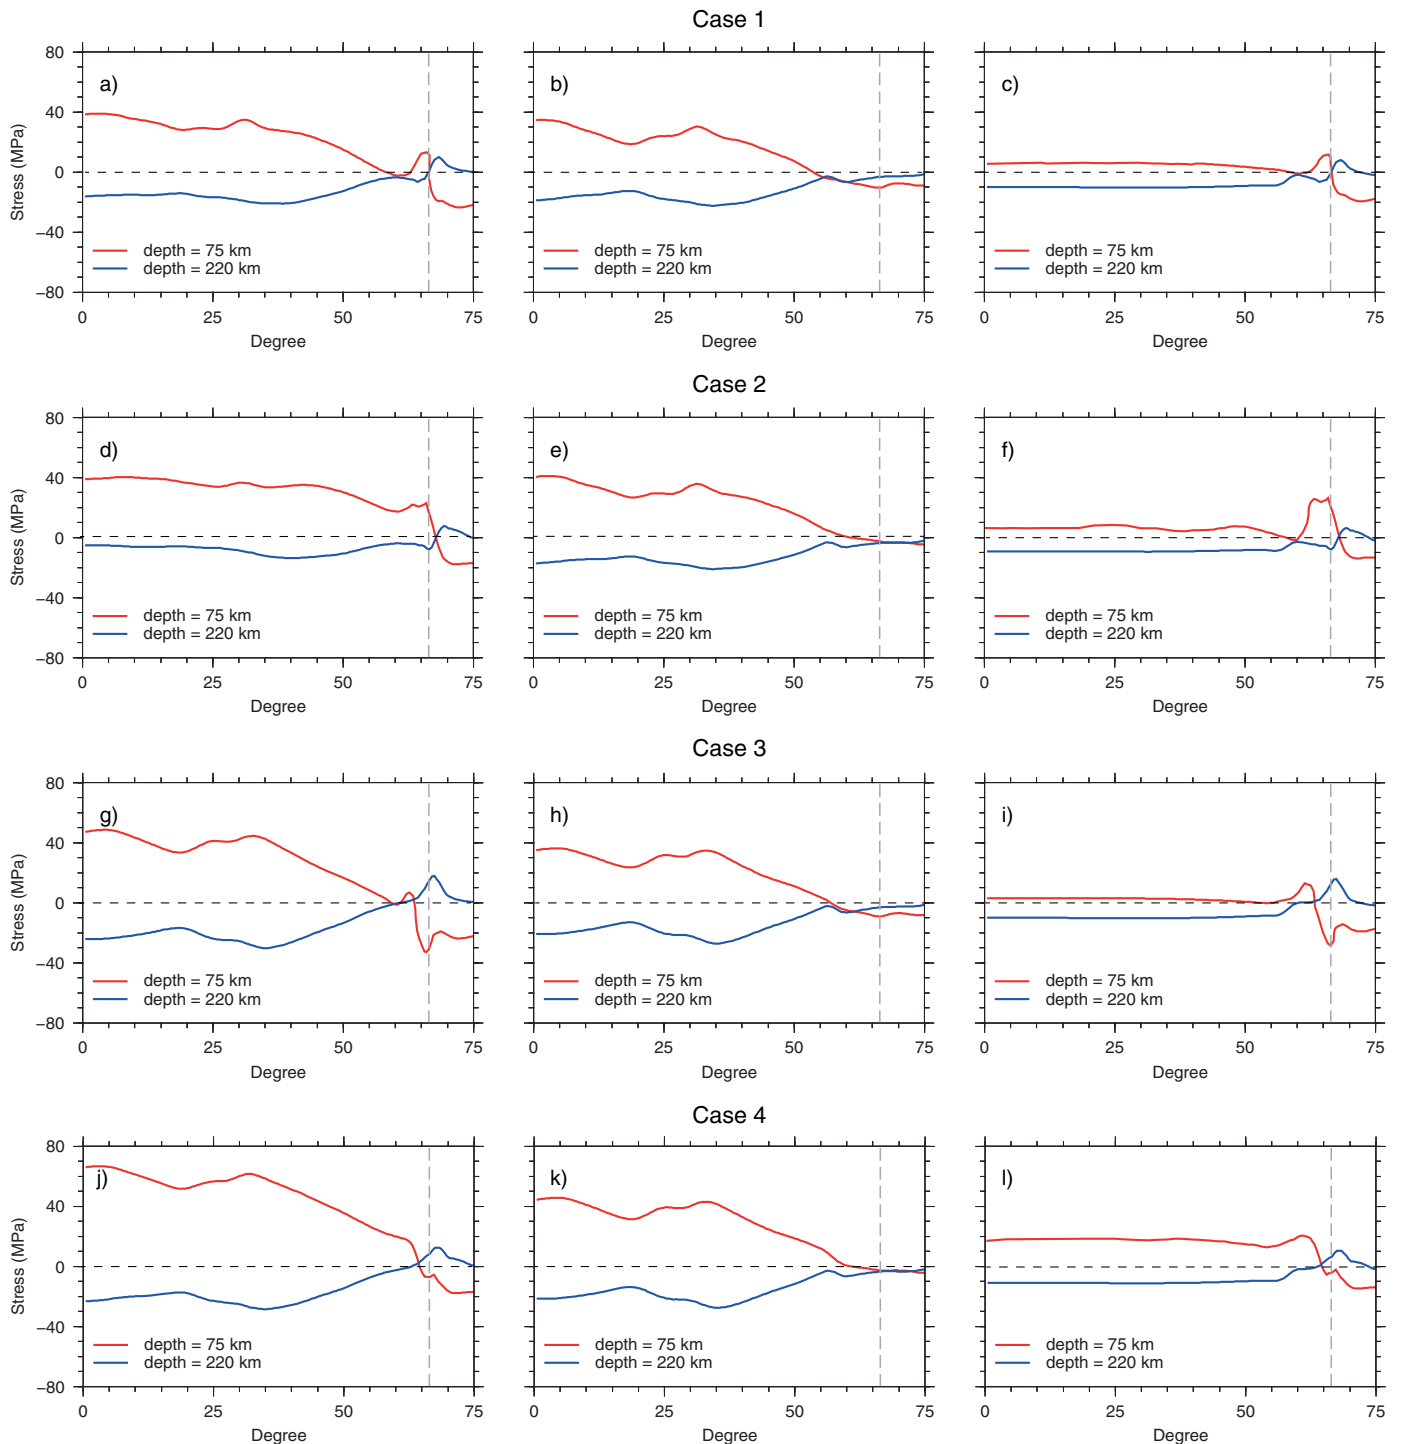 Case 1
80
40
0
−40
−80
Stress (MPa)
a)
depth = 75 km
depth = 220 km
0 25 50 75
Degree
b)
depth = 75 km
depth = 220 km
0 25 50 75
Degree
c)
depth = 75 km
depth = 220 km
0 25 50 75
Degree
Case 2
80
40
0
−40
−80
Stress (MPa)
d)
depth = 75 km
depth = 220 km
0 25 50 75
Degree
e)
depth = 75 km
depth = 220 km
0 25 50 75
Degree
f)
depth = 75 km
depth = 220 km
0 25 50 75
Degree
Case 3
80
40
0
−40
−80
Stress (MPa)
g)
depth = 75 km
depth = 220 km
0 25 50 75
Degree
h)
depth = 75 km
depth = 220 km
0 25 50 75
Degree
i)
depth = 75 km
depth = 220 km
0 25 50 75
Degree
Case 4
80
40
0
−40
−80
Stress (MPa)
j)
depth = 75 km
depth = 220 km
0 25 50 75
Degree
k)
depth = 75 km
depth = 220 km
0 25 50 75
Degree
l)
depth = 75 km
depth = 220 km
0 25 50 75
Degree